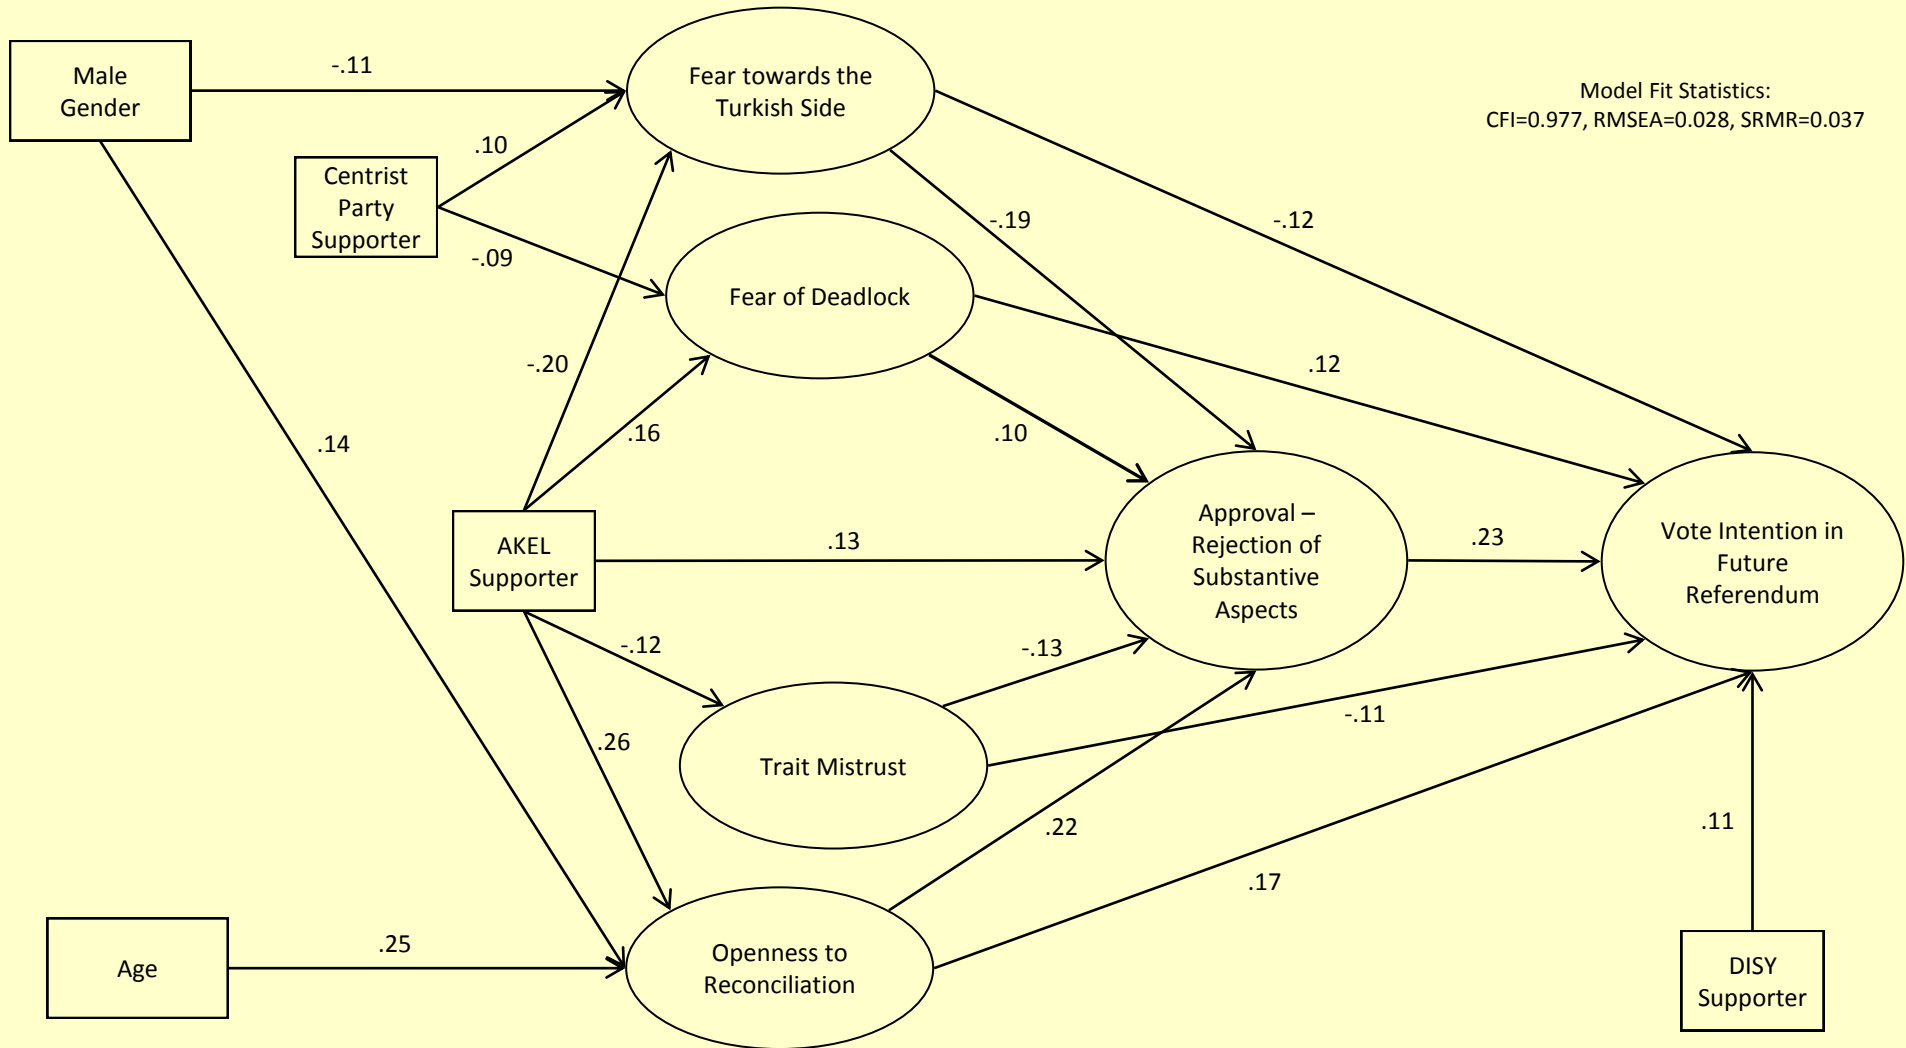 Male
Gender
-.11
Fear towards the
Turkish Side
Model Fit Statistics:
CFI=0.977, RMSEA=0.028, SRMR=0.037
.10
Centrist
Party
Supporter
-.09
-.19
-.12
Fear of Deadlock
-.20
.12
.14
.16
.10
AKEL
Supporter
.13
Approval –
Rejection of
Substantive
Aspects
.23
Vote Intention in
Future
Referendum
-.12
-.13
-.11
.26
Trait Mistrust
.22
.11
.17
Age
.25
Openness to
Reconciliation
DISY
Supporter